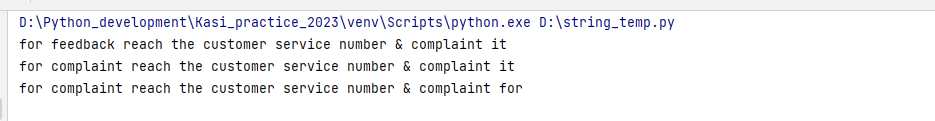 D:\Python_development\Kasi_practice_2023\venv\Scripts\python.exe D:\string_temp.py
for feedback reach the customer service number & complaint it
for complaint reach the customer service number & complaint it
for complaint reach the customer service number & complaint for